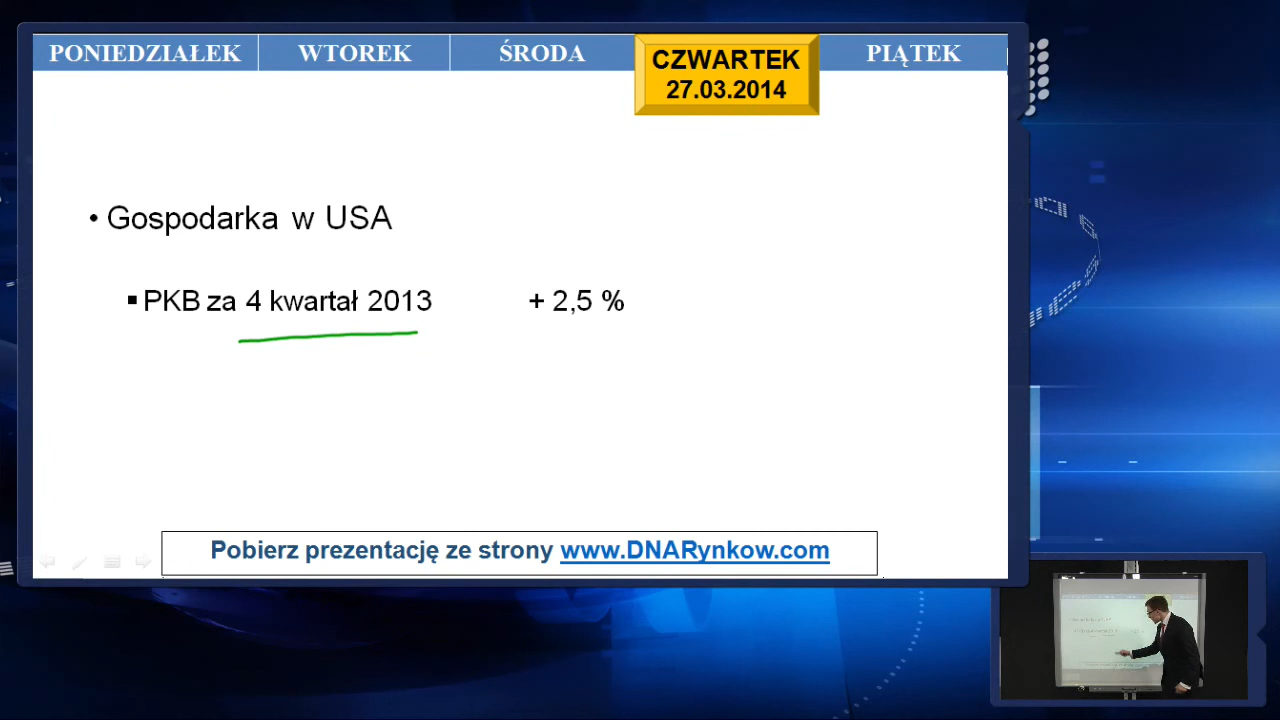 PONIEDZIAŁEK WTOREK ŚRODA CZWARTEK PIĄTEK
27.03.2014
• Gospodarka w USA
▪ PKB za 4 kwartał 2013 + 2,5 %
Pobierz prezentację ze strony www.DNARynkow.com